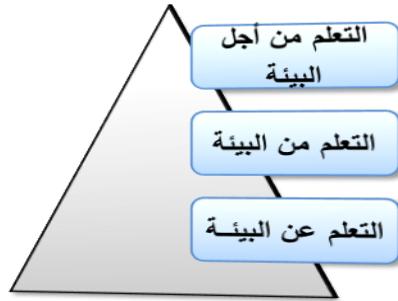 التعلم من أجل
البيئة
التعلم من البيئة
التعلم عن البيئــة